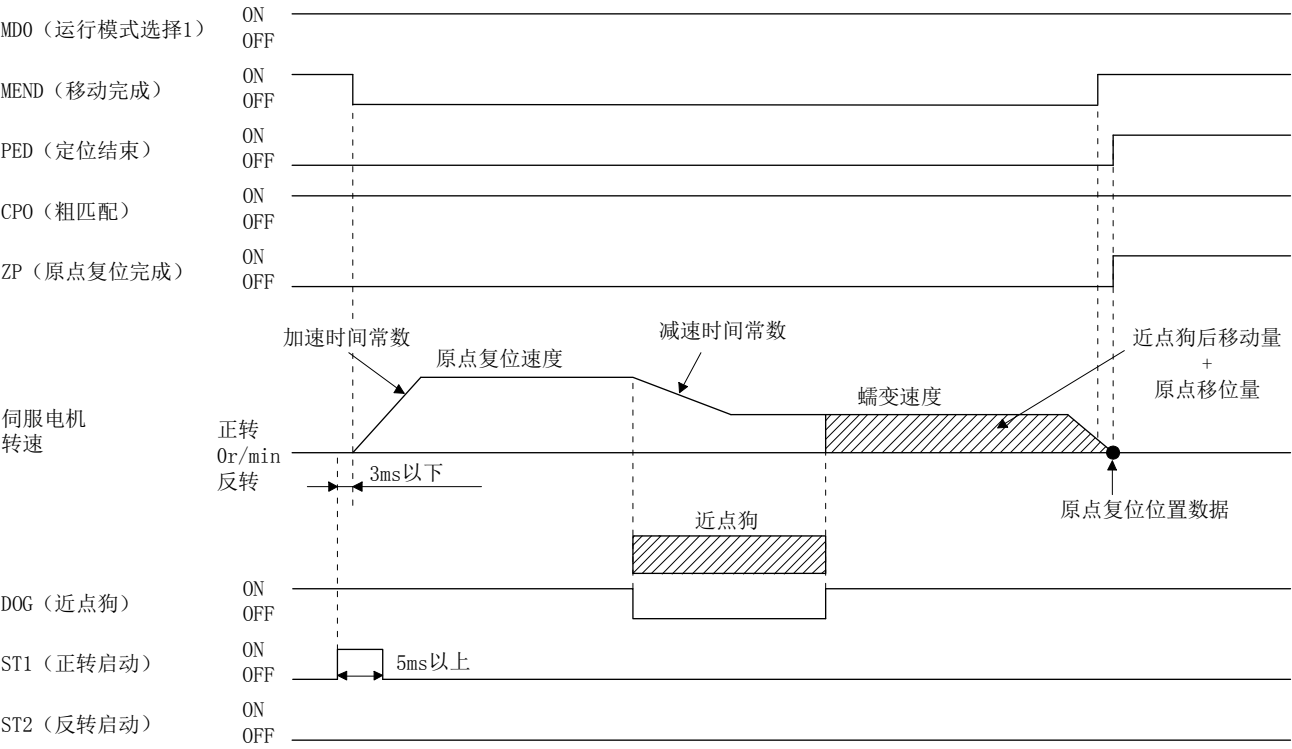 MD0（运行模式选择1）
ON
OFF
MEND（移动完成）
ON
OFF
PED（定位结束）
ON
OFF
CPO（粗匹配）
ON
OFF
ZP（原点复位完成）
ON
OFF
加速时间常数
原点复位速度
减速时间常数
蠕变速度
近点狗后移动量
+
原点移位量
伺服电机
转速
正转
0r/min
反转
3ms以下
原点复位位置数据
近点狗
DOG（近点狗）
ON
OFF
ST1（正转启动）
ON
OFF
5ms以上
ST2（反转启动）
ON
OFF